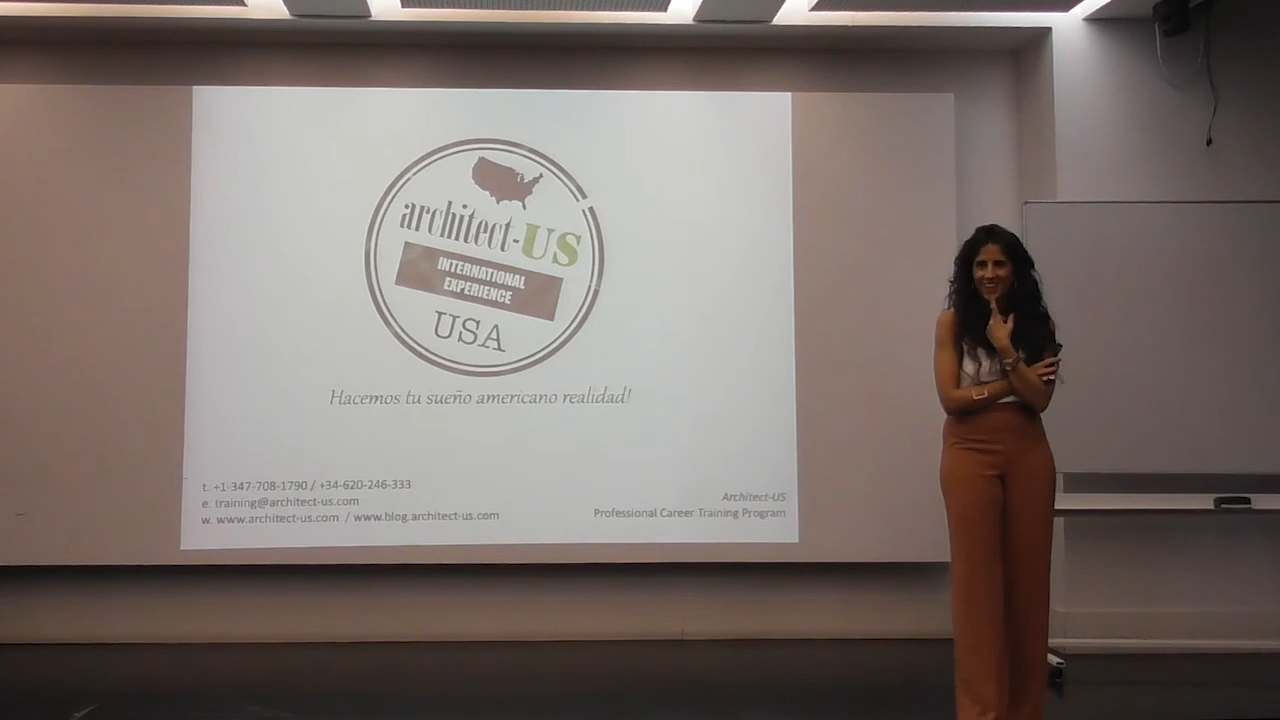 architect-US
INTERNATIONAL
EXPERIENCE
USA
Hacemos tu sueño americano realidad!
t. +1-347-708-1790 / +34-620-246-333
e. training@architect-us.com
w. www.architect-us.com / www.blog.architect-us.com
Architect-US
Professional Career Training Program